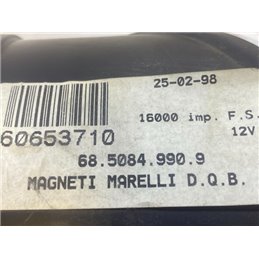 25-02-98
16000 imp. F.S.
12V
60653710
68.5084.990.9
MAGNETI MARELLI D.Q.B.